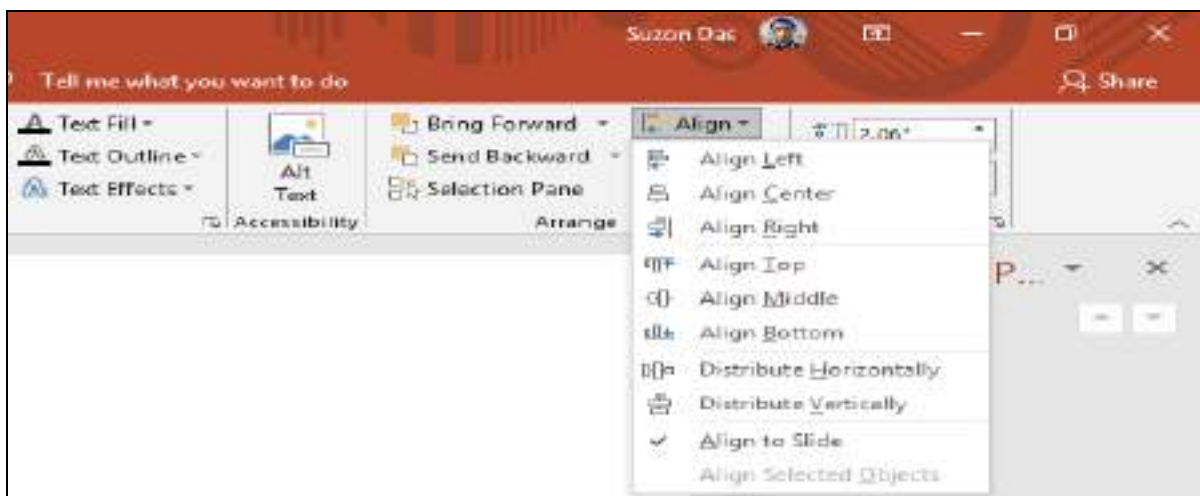 Suzon Das
Tell me what you want to do
Share
Text Fill
Text Outline
Text Effects
Alt
Text
Accessibility
Bring Forward
Send Backward
Selection Pane
Arrange
Align
2.06"
Align Left
Align Center
Align Right
Align Top
Align Middle
Align Bottom
Distribute Horizontally
Distribute Vertically
Align to Slide
Align Selected Objects
P...